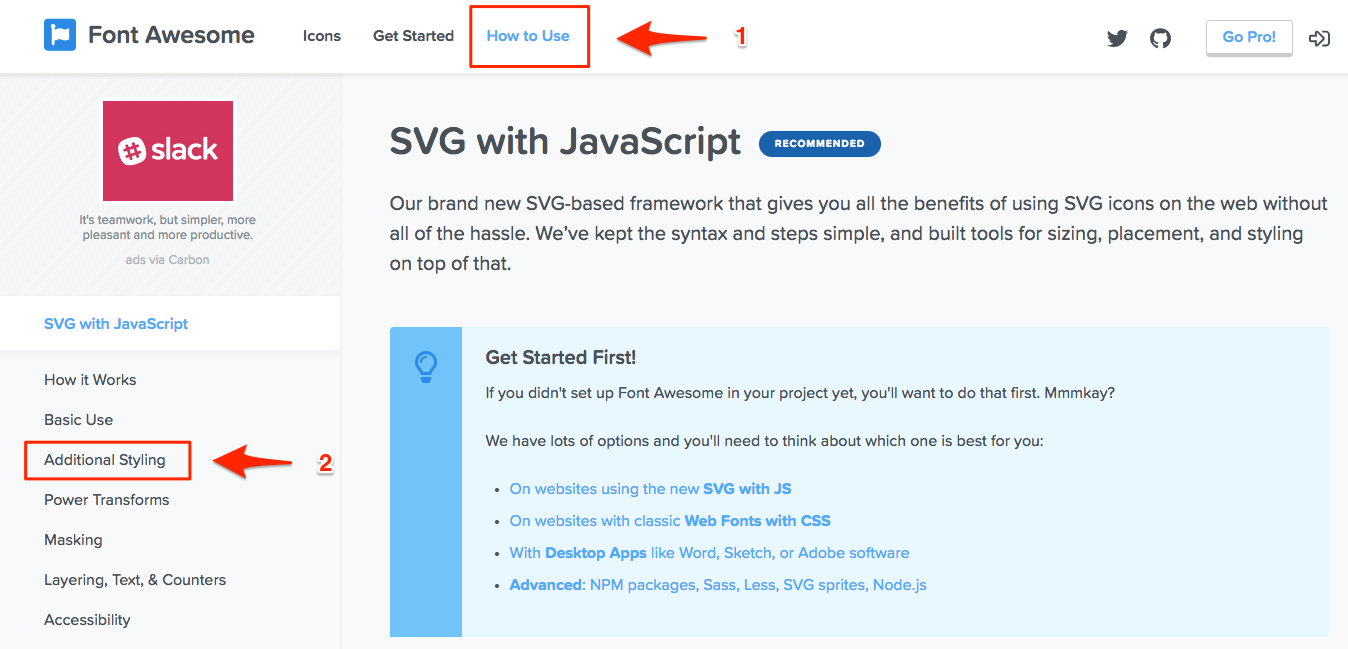 Font Awesome
Icons
Get Started
How to Use
1
Go Pro!
slack
It's teamwork, but simpler, more
pleasant and more productive.
ads via Carbon
SVG with JavaScript
How it Works
Basic Use
Additional Styling
2
Power Transforms
Masking
Layering, Text, & Counters
Accessibility
SVG with JavaScript
RECOMMENDED
Our brand new SVG-based framework that gives you all the benefits of using SVG icons on the web without
all of the hassle. We’ve kept the syntax and steps simple, and built tools for sizing, placement, and styling
on top of that.
Get Started First!
If you didn't set up Font Awesome in your project yet, you'll want to do that first. Mmmkay?
We have lots of options and you'll need to think about which one is best for you:
• On websites using the new SVG with JS
• On websites with classic Web Fonts with CSS
• With Desktop Apps like Word, Sketch, or Adobe software
• Advanced: NPM packages, Sass, Less, SVG sprites, Node.js